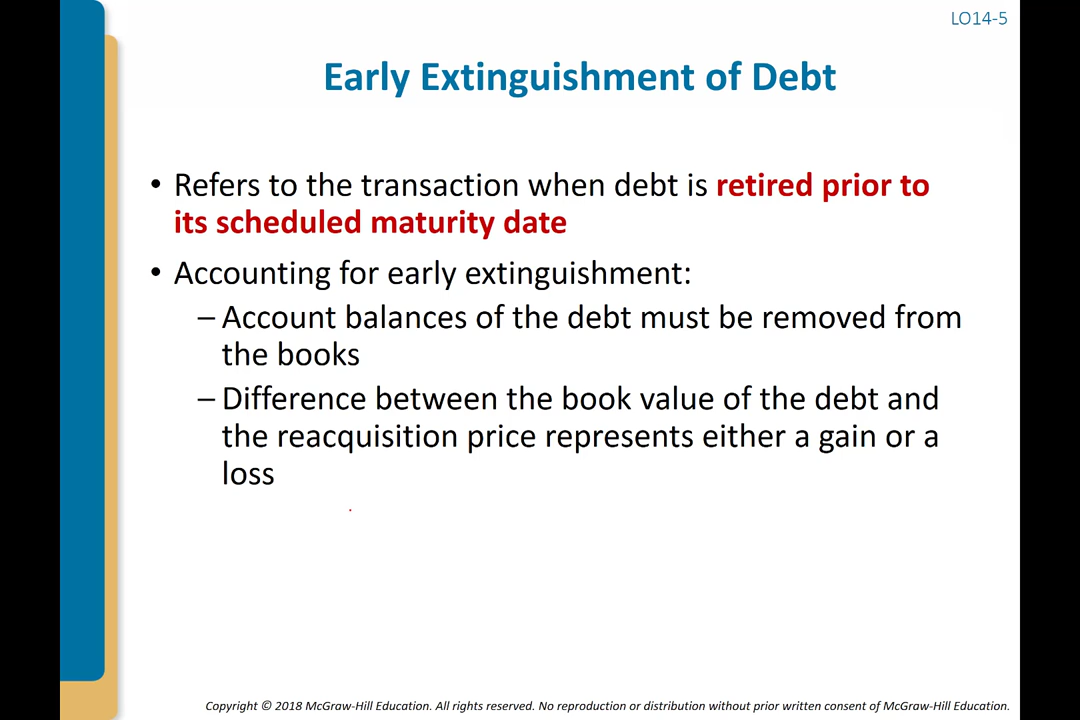 LO14-5
Early Extinguishment of Debt
• Refers to the transaction when debt is retired prior to
its scheduled maturity date
• Accounting for early extinguishment:
– Account balances of the debt must be removed from
the books
– Difference between the book value of the debt and
the reacquisition price represents either a gain or a
loss
Copyright © 2018 McGraw-Hill Education. All rights reserved. No reproduction or distribution without prior written consent of McGraw-Hill Education.